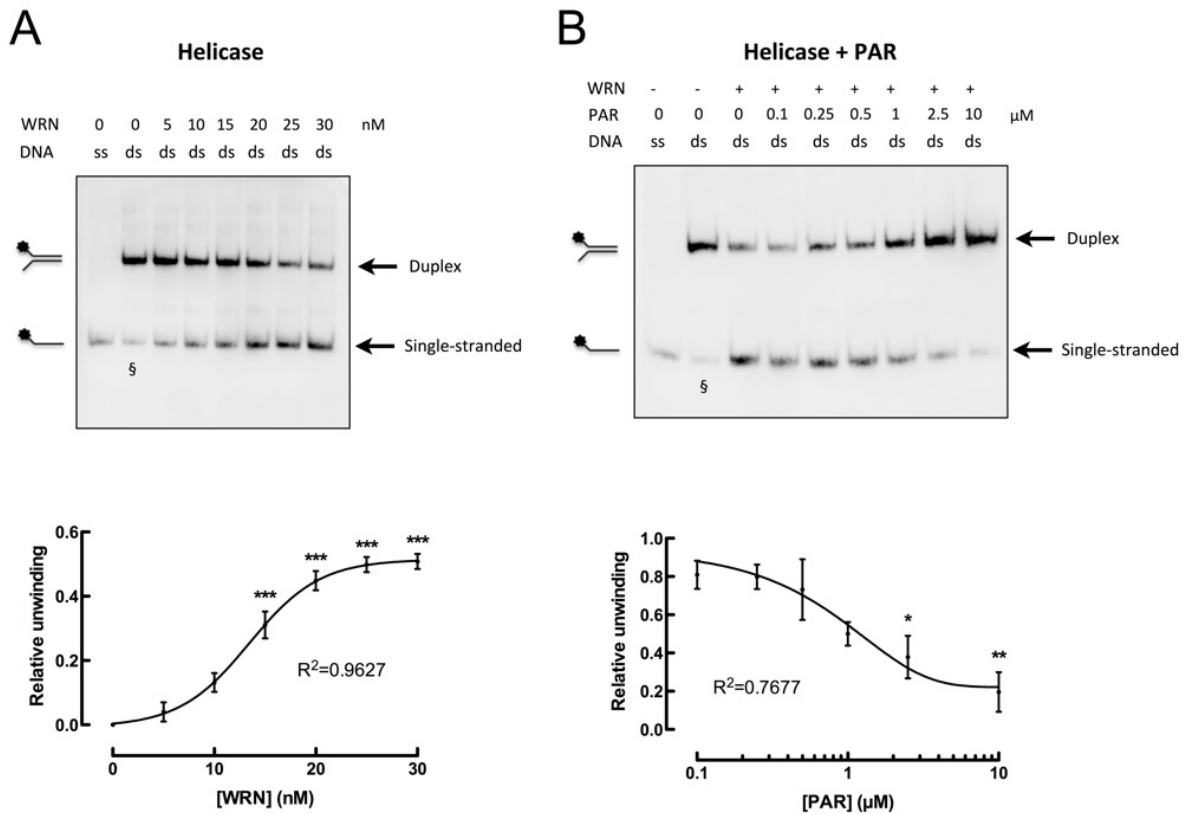 A
Helicase
WRN 0 0 5 10 15 20 25 30 nM
DNA ss ds ds ds ds ds ds ds
Duplex
Single-stranded
§
0.6
0.4
0.2
0.0
Relative unwinding
***
***
***
***
R²=0.9627
0 10 20 30
[WRN] (nM)
B
Helicase + PAR
WRN - - + + + + + + +
PAR 0 0 0 0.1 0.25 0.5 1 2.5 10 µM
DNA ss ds ds ds ds ds ds ds ds
Duplex
Single-stranded
§
1.0
0.8
0.6
0.4
0.2
0.0
Relative unwinding
*
**
R²=0.7677
0.1 1 10
[PAR] (µM)